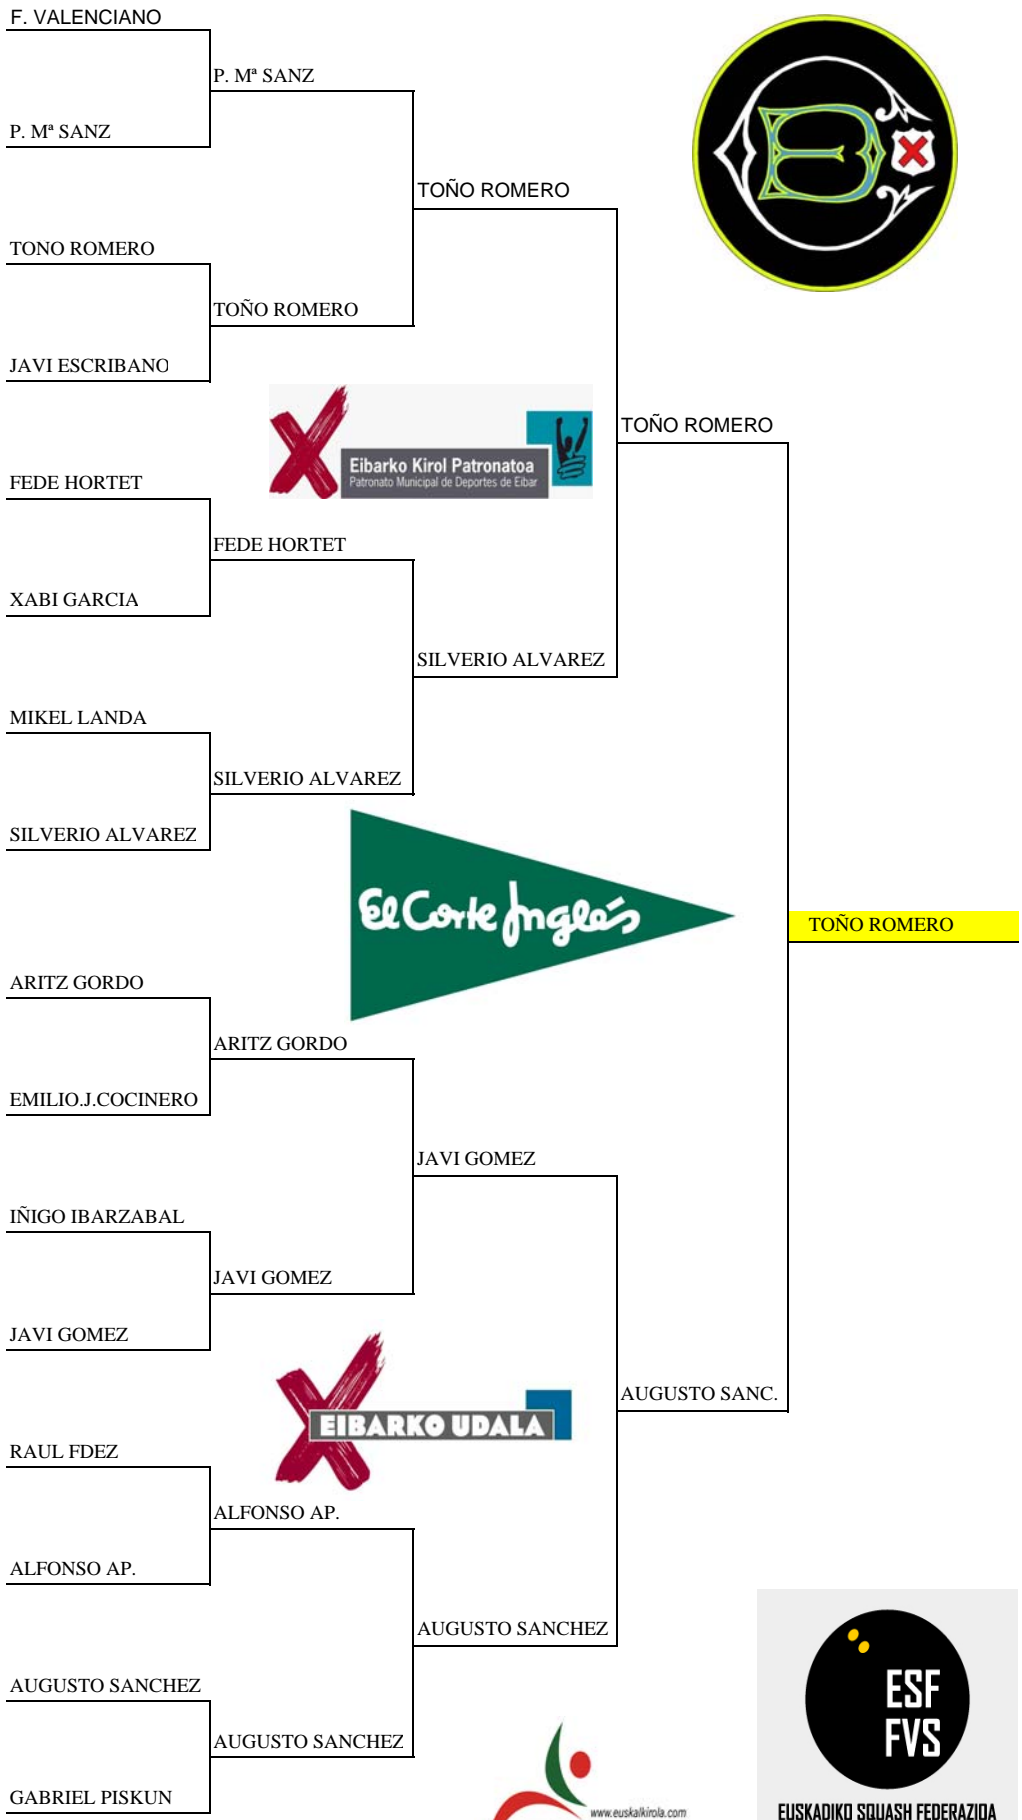 F. VALENCIANO
P. Mª SANZ
P. Mª SANZ
TOÑO ROMERO
TONO ROMERO
TOÑO ROMERO
JAVI ESCRIBANO
TOÑO ROMERO
Eibarko Kirol Patronatoa
Patronato Municipal de Deportes de Eibar
FEDE HORTET
FEDE HORTET
XABI GARCIA
SILVERIO ALVAREZ
MIKEL LANDA
SILVERIO ALVAREZ
SILVERIO ALVAREZ
El Corte Inglés
TOÑO ROMERO
ARITZ GORDO
ARITZ GORDO
EMILIO.J.COCINERO
JAVI GOMEZ
IÑIGO IBARZABAL
JAVI GOMEZ
JAVI GOMEZ
AUGUSTO SANC.
EIBARKO UDALA
RAUL FDEZ
ALFONSO AP.
ALFONSO AP.
AUGUSTO SANCHEZ
AUGUSTO SANCHEZ
AUGUSTO SANCHEZ
GABRIEL PISKUN
ESF
FVS
www.euskalkirola.com
EUSKADIKO SQUASH FEDERAZIOA